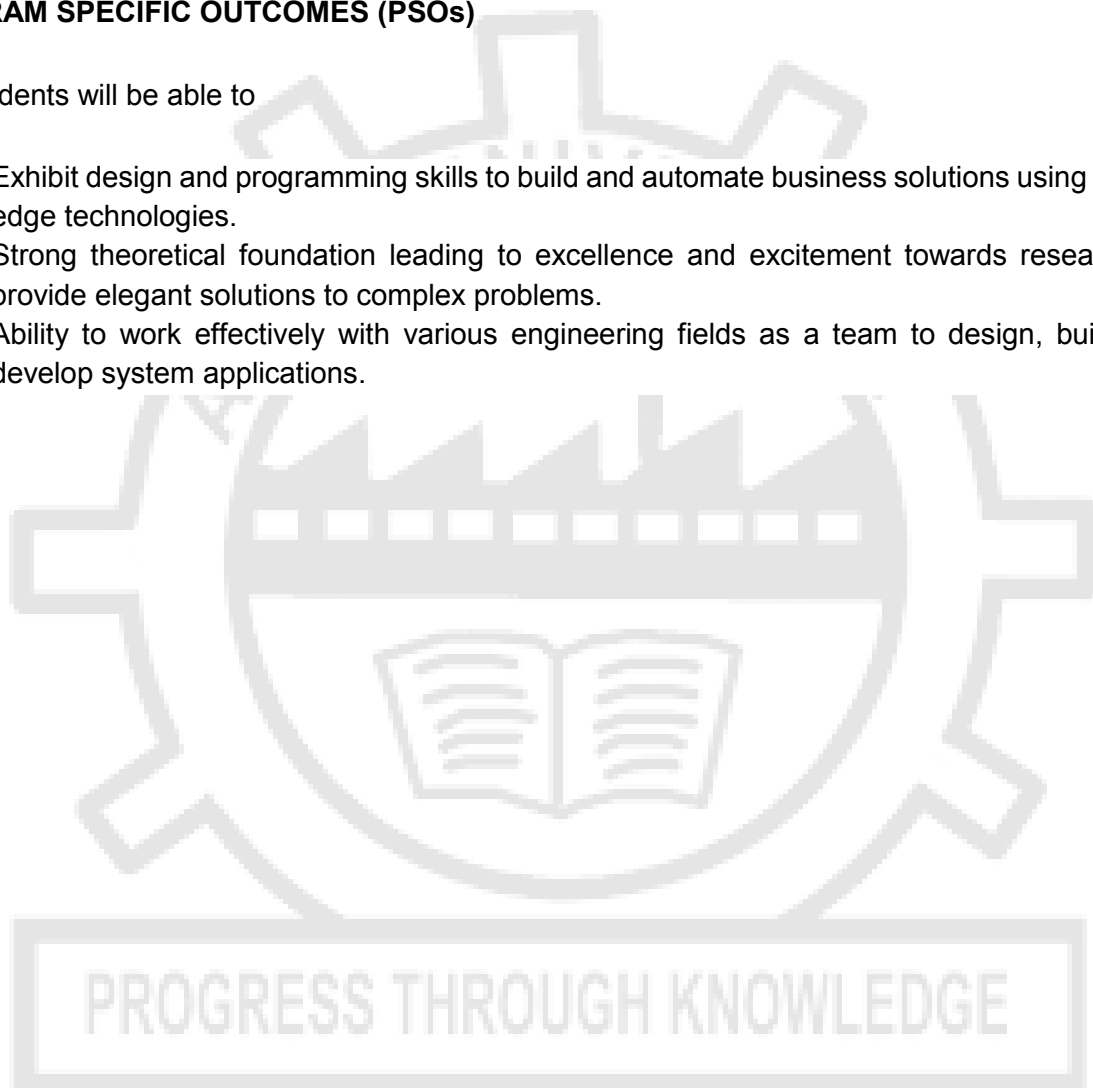 RAM SPECIFIC OUTCOMES (PSOs)
dents will be able to
Exhibit design and programming skills to build and automate business solutions using
edge technologies.
Strong theoretical foundation leading to excellence and excitement towards resea
provide elegant solutions to complex problems.
Ability to work effectively with various engineering fields as a team to design, bui
develop system applications.
PROGRESS THROUGH KNOWLEDGE